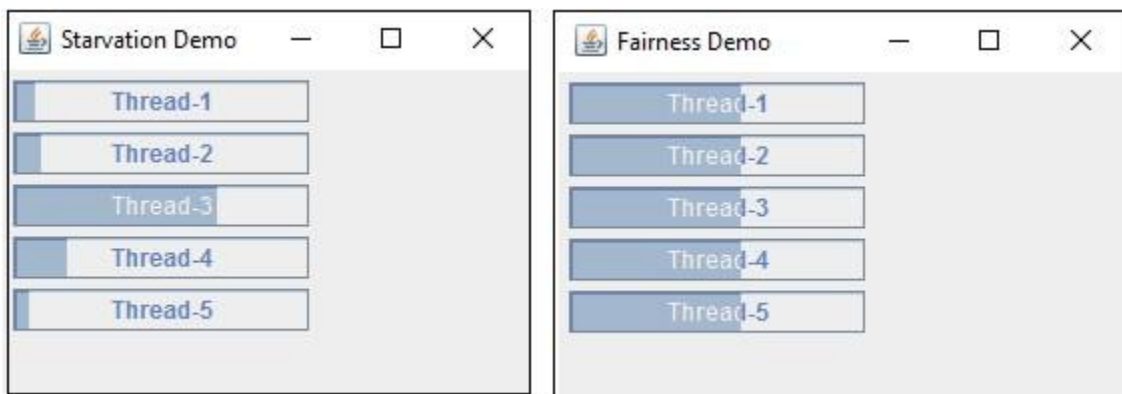 Starvation Demo
Thread-1
Thread-2
Thread-3
Thread-4
Thread-5
Fairness Demo
Thread-1
Thread-2
Thread-3
Thread-4
Thread-5